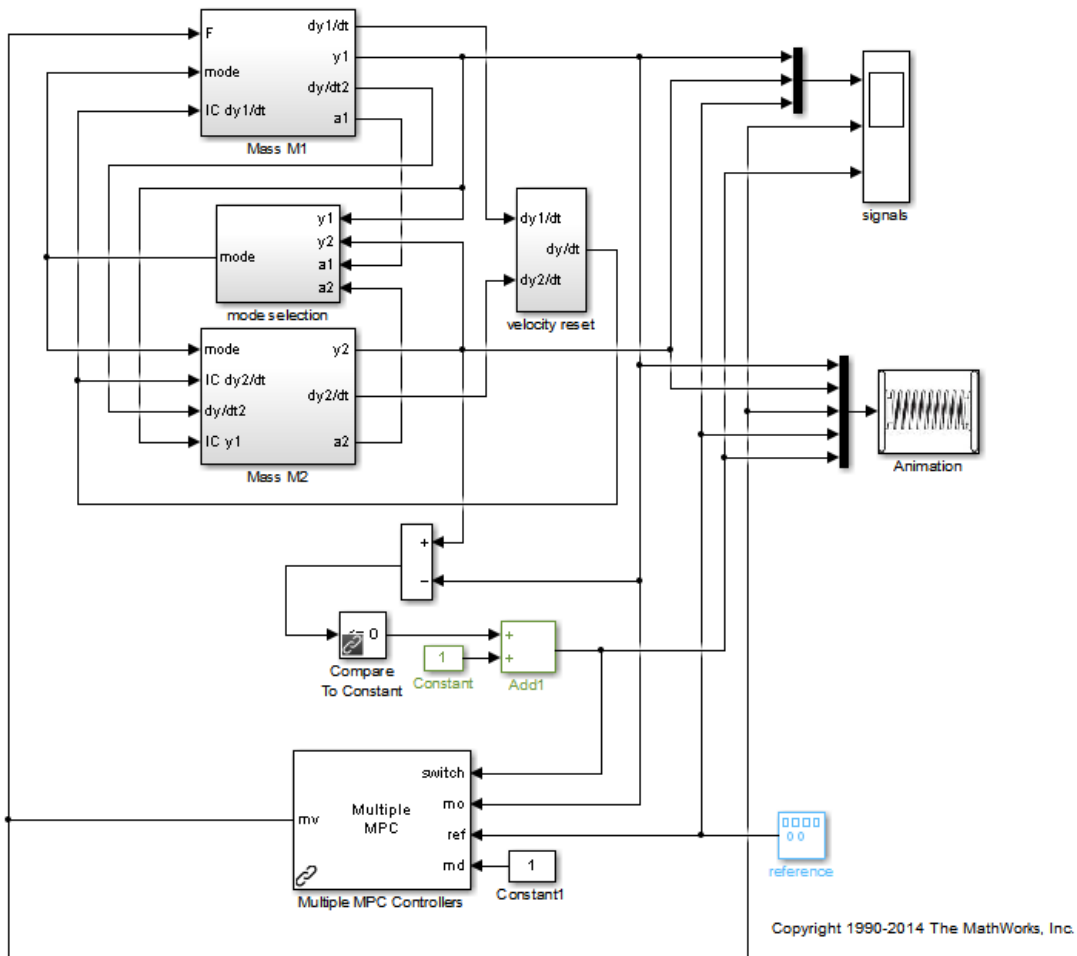 F
mode
IC dy1/dt
dy1/dt
y1
dy/dt2
a1
Mass M1
signals
mode
y1
y2
a1
a2
mode selection
dy1/dt
dy2/dt
dy/dt
velocity reset
mode
IC dy2/dt
dy/dt2
IC y1
y2
dy2/dt
a2
Mass M2
Animation
+
−
0
Compare
To Constant
1
Constant
+
+
Add1
mv
Multiple
MPC
switch
mo
ref
md
Multiple MPC Controllers
1
Constant1
reference
Copyright 1990-2014 The MathWorks, Inc.